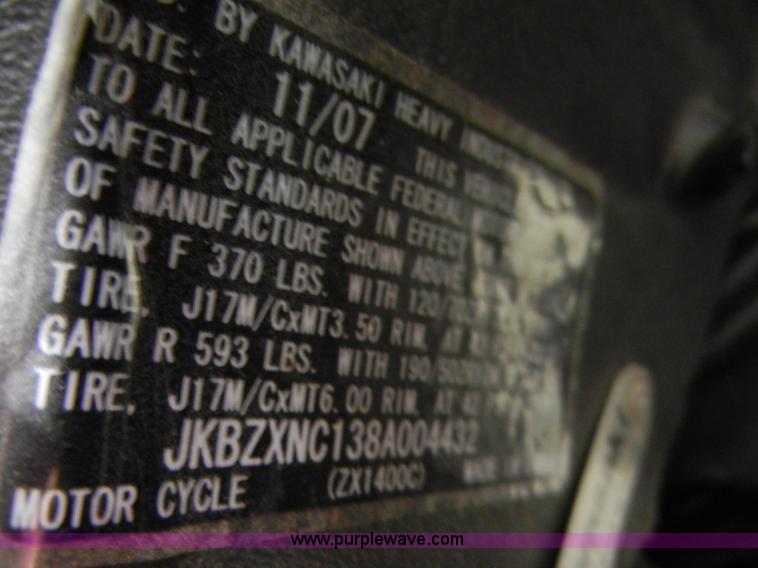 BY KAWASAKI HEAVY
DATE: 11/07 THIS
TO ALL APPLICABLE FEDERAL
SAFETY STANDARDS IN EFFECT
OF MANUFACTURE SHOWN ABOVE
GAWR F 370 LBS. WITH
TIRE, J17M/CxMT3.50 RIM, AT
GAWR R 593 LBS. WITH
TIRE, J17M/CxMT6.00 RIM, AT 42
JKBZXNC138A004432
MOTOR CYCLE (ZX1400C) MADE
www.purplewave.com